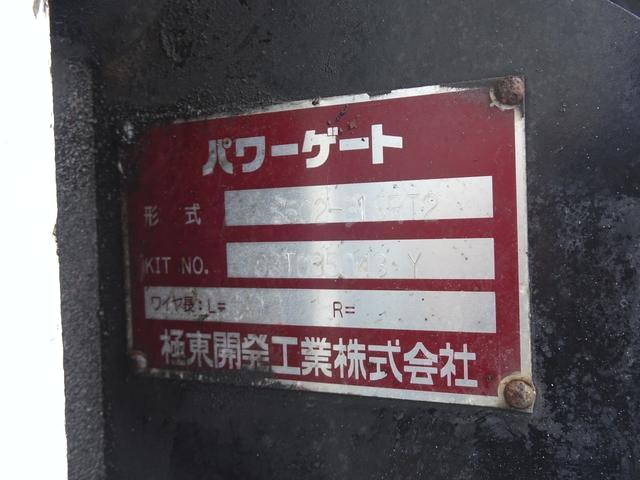 パワーゲート
形式
KIT NO.
ワイヤ長:L= R=
極東開発工業株式会社